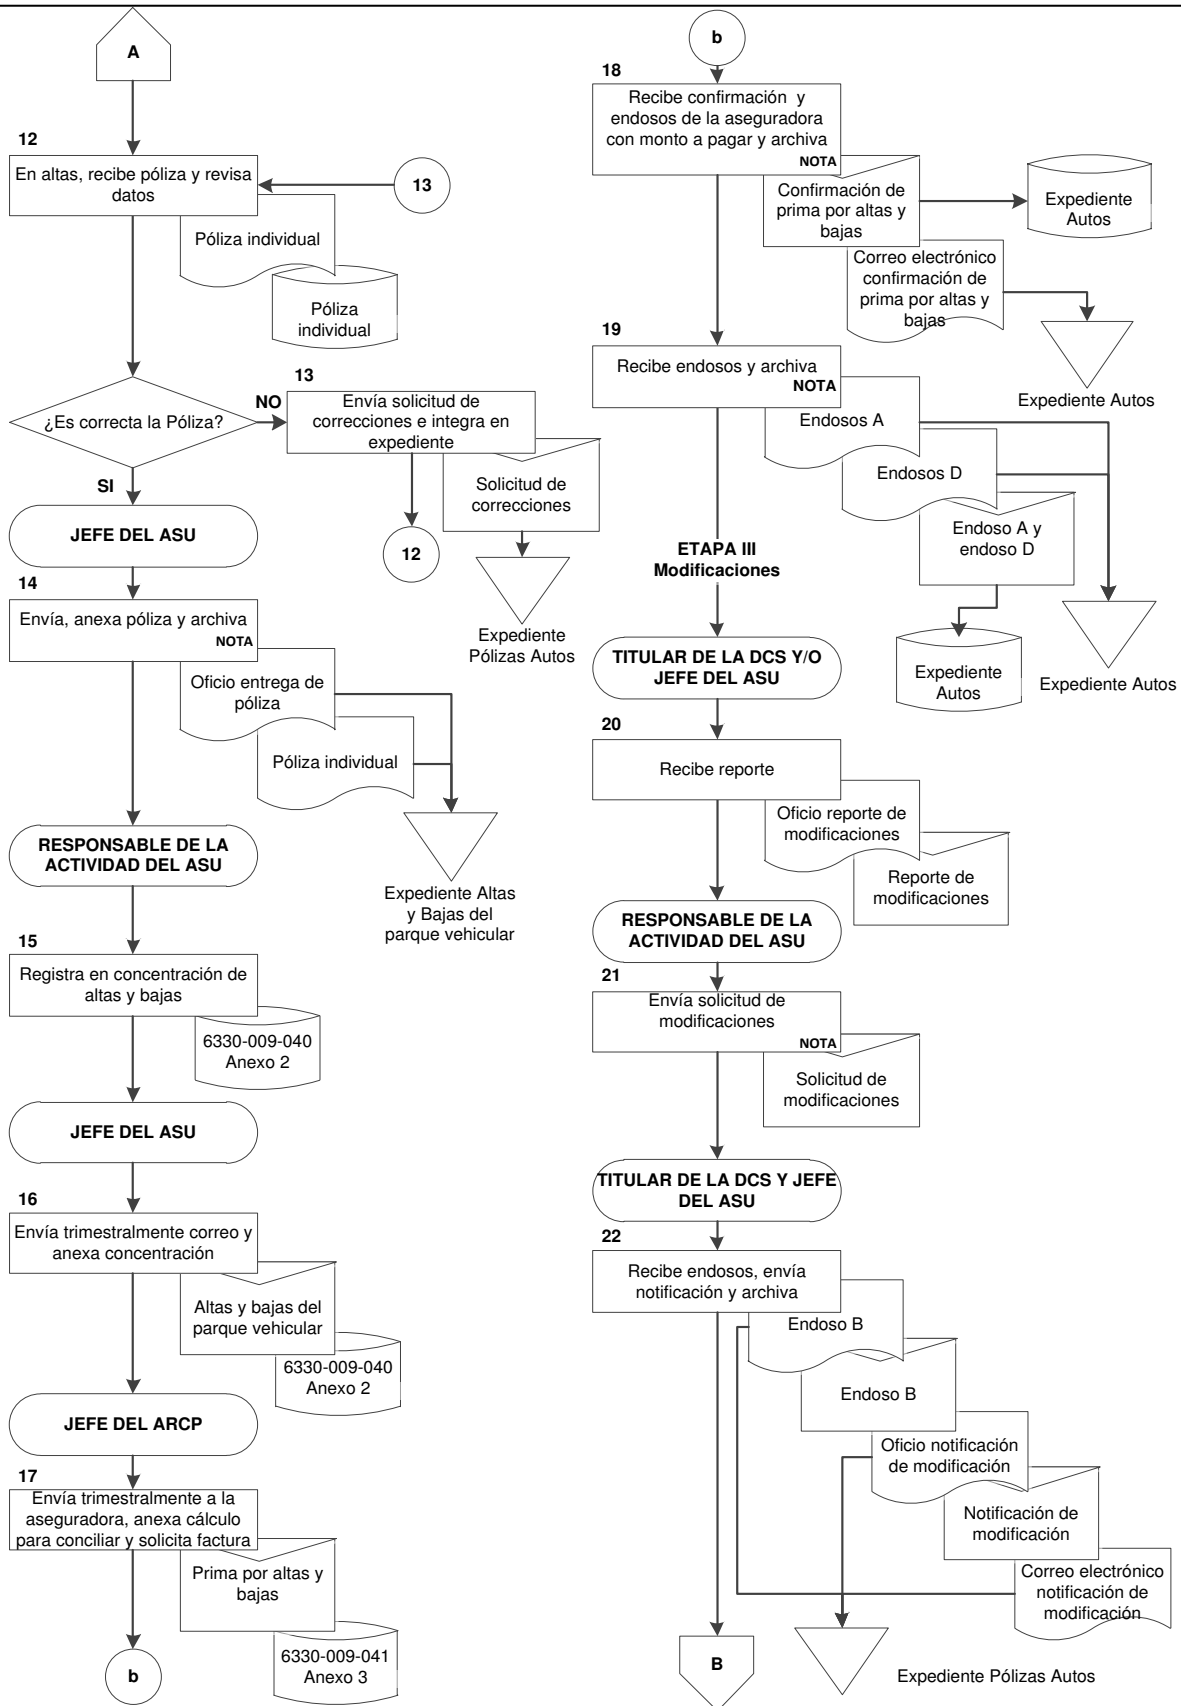 A
12
En altas, recibe póliza y revisa
datos
13
Póliza individual
Póliza
individual
¿Es correcta la Póliza?
NO
13
Envía solicitud de
correcciones e integra en
expediente
Solicitud de
correcciones
12
Expediente
Pólizas Autos
SI
JEFE DEL ASU
14
Envía, anexa póliza y archiva
NOTA
Oficio entrega de
póliza
Póliza individual
Expediente Altas
y Bajas del
parque vehicular
RESPONSABLE DE LA
ACTIVIDAD DEL ASU
15
Registra en concentración de
altas y bajas
6330-009-040
Anexo 2
JEFE DEL ASU
16
Envía trimestralmente correo y
anexa concentración
Altas y bajas del
parque vehicular
6330-009-040
Anexo 2
JEFE DEL ARCP
17
Envía trimestralmente a la
aseguradora, anexa cálculo
para conciliar y solicita factura
Prima por altas y
bajas
6330-009-041
Anexo 3
b
b
18
Recibe confirmación y
endosos de la aseguradora
con monto a pagar y archiva
NOTA
Confirmación de
prima por altas y
bajas
Expediente
Autos
Correo electrónico
confirmación de
prima por altas y
bajas
Expediente Autos
19
Recibe endosos y archiva
NOTA
Endosos A
Endosos D
Endoso A y
endoso D
Expediente
Autos
Expediente Autos
ETAPA III
Modificaciones
TITULAR DE LA DCS Y/O
JEFE DEL ASU
20
Recibe reporte
Oficio reporte de
modificaciones
Reporte de
modificaciones
RESPONSABLE DE LA
ACTIVIDAD DEL ASU
21
Envía solicitud de
modificaciones
NOTA
Solicitud de
modificaciones
TITULAR DE LA DCS Y JEFE
DEL ASU
22
Recibe endosos, envía
notificación y archiva
Endoso B
Endoso B
Oficio notificación
de modificación
Notificación de
modificación
Correo electrónico
notificación de
modificación
Expediente Pólizas Autos
B